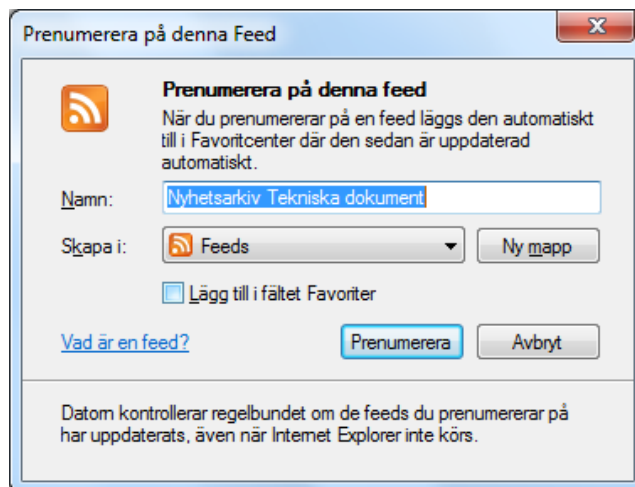 Prenumerera på denna Feed
Prenumerera på denna feed
När du prenumererar på en feed läggs den automatiskt
till i Favoritcenter där den sedan är uppdaterad
automatiskt.
Namn: Nyhetsarkiv Tekniska dokument
Skapa i: Feeds Ny mapp
Lägg till i fältet Favoriter
Vad är en feed? Prenumerera Avbryt
Datorn kontrollerar regelbundet om de feeds du prenumererar på
har uppdaterats, även när Internet Explorer inte körs.